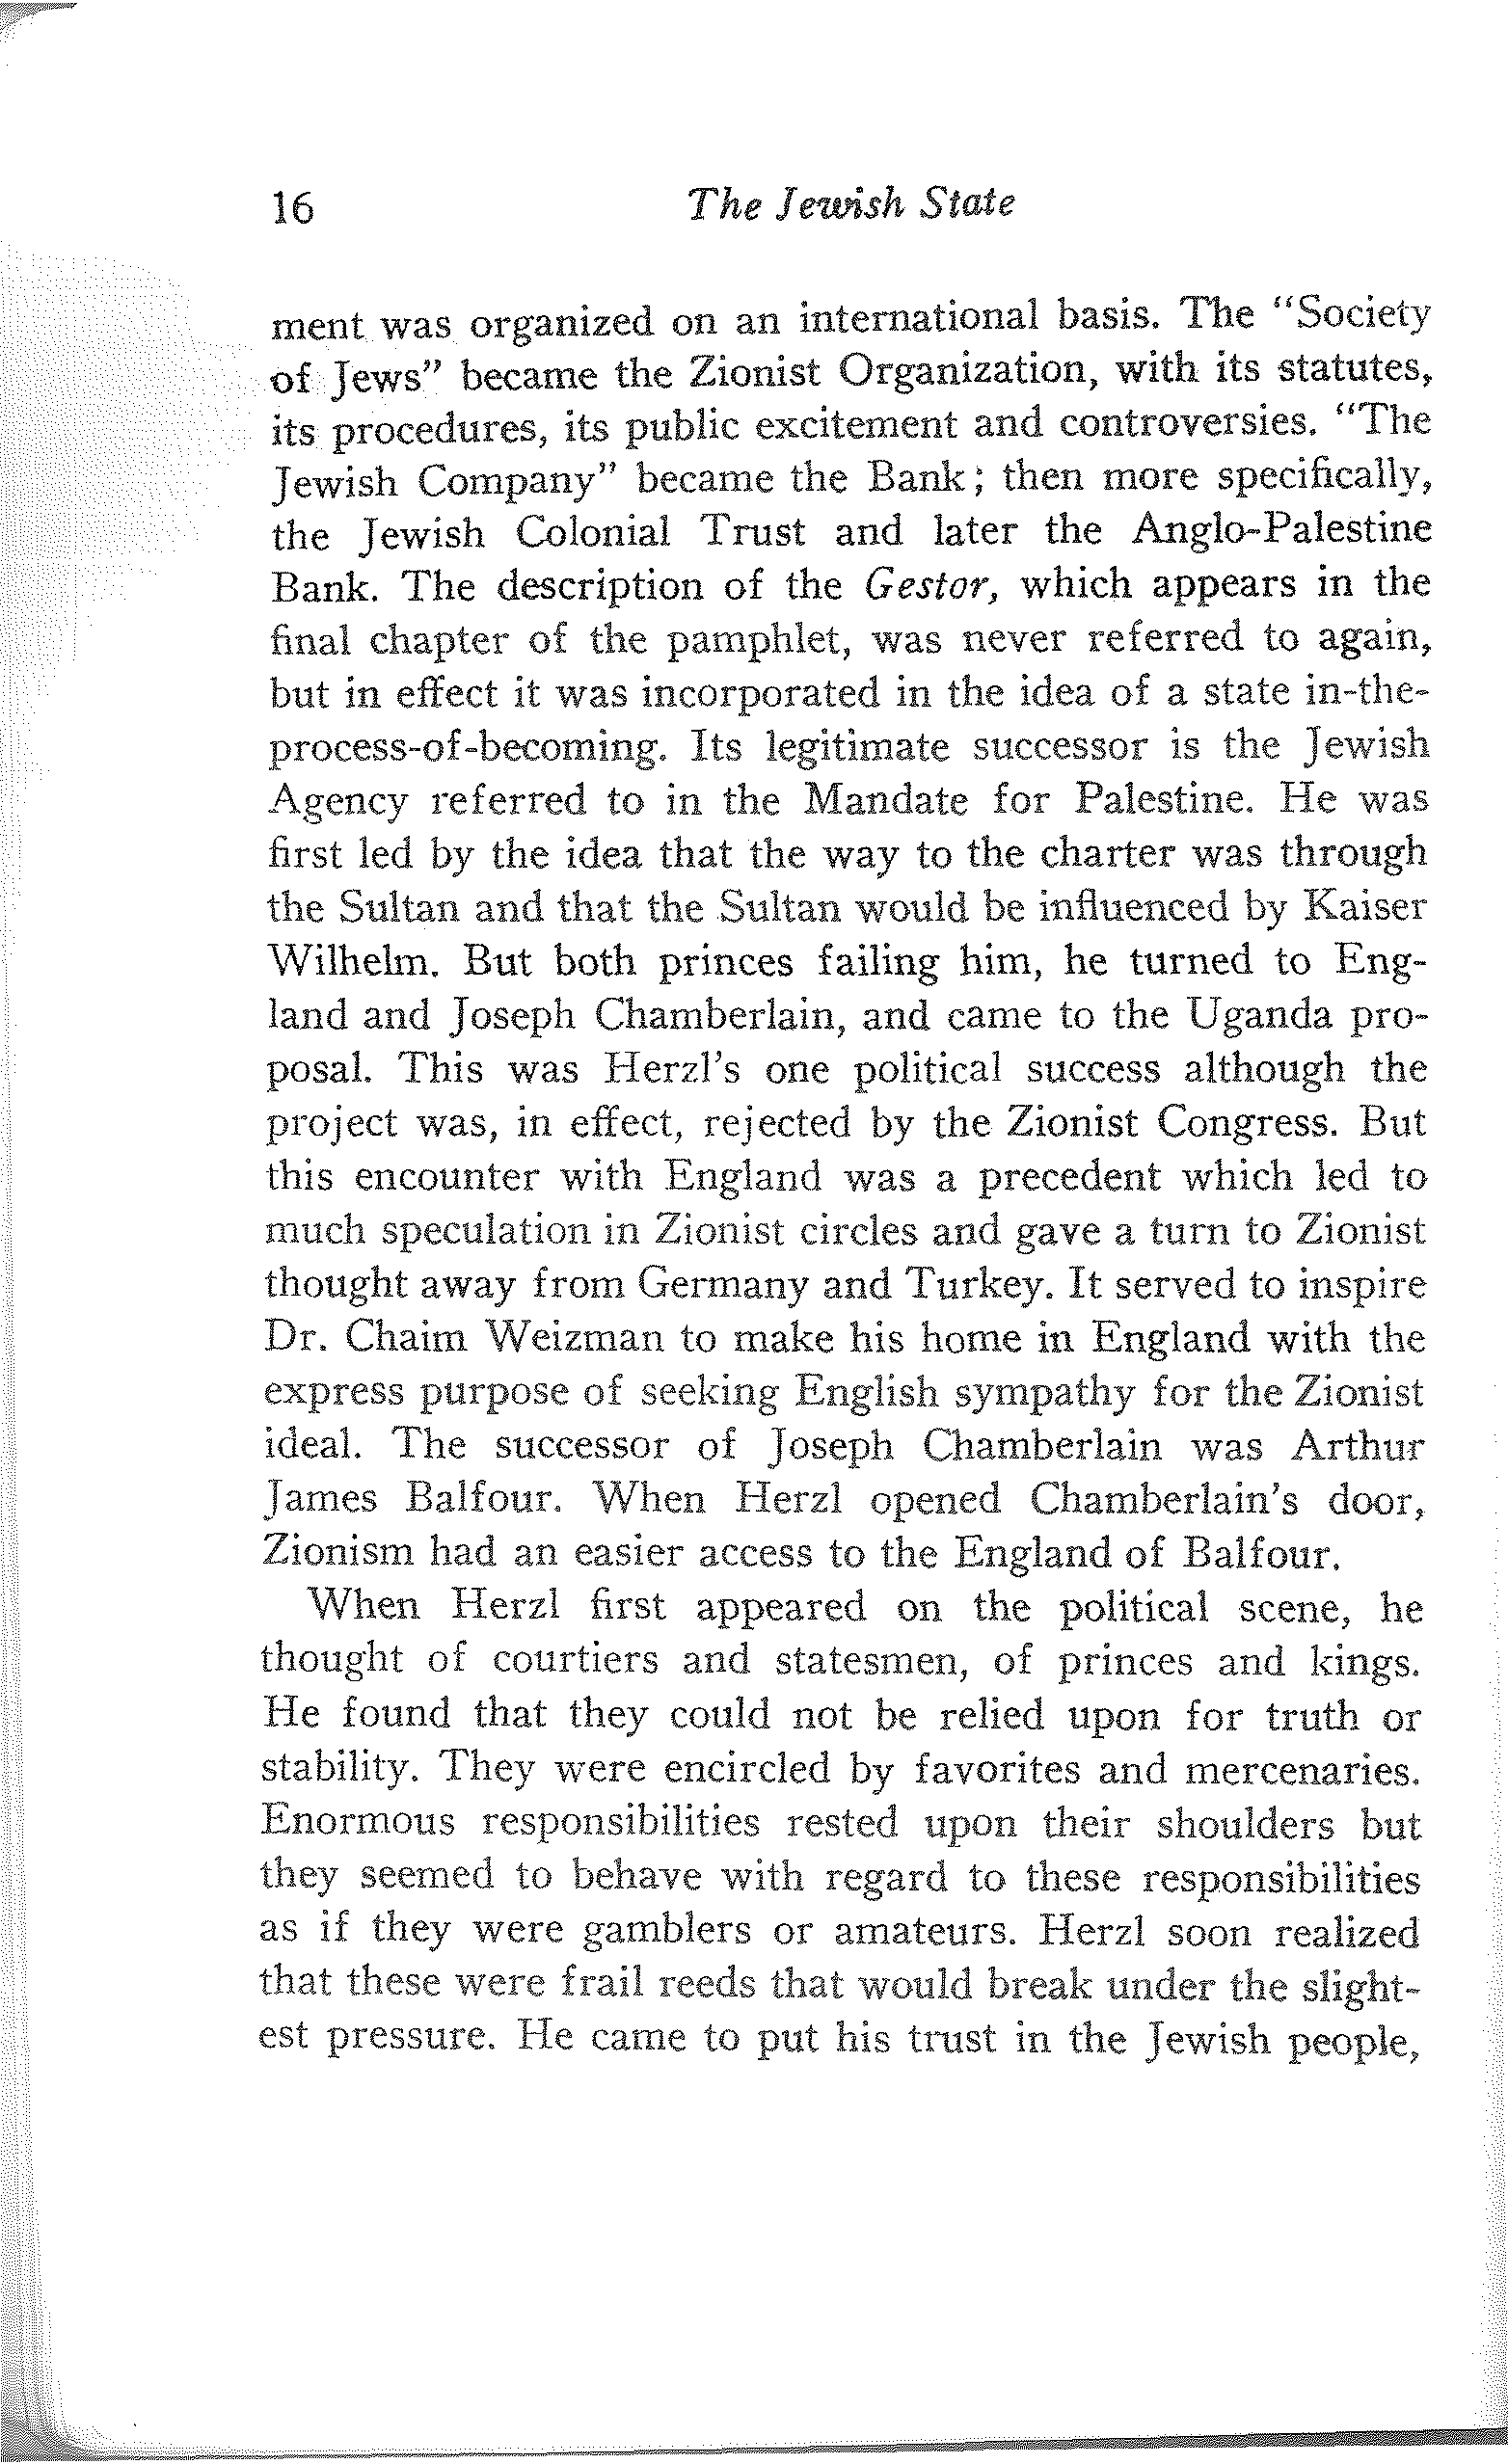 16 The Jewish State
ment was organized on an international basis. The "Society
of Jews" became the Zionist Organization, with its statutes,
its procedures, its public excitement and controversies. "The
Jewish Company" became the Bank; then more specifically,
the Jewish Colonial Trust and later the Anglo-Palestine
Bank. The description of the Gestor, which appears in the
final chapter of the pamphlet, was never referred to again,
but in effect it was incorporated in the idea of a state in-the-
process-of-becoming. Its legitimate successor is the Jewish
Agency referred to in the Mandate for Palestine. He was
first led by the idea that the way to the charter was through
the Sultan and that the Sultan would be influenced by Kaiser
Wilhelm. But both princes failing him, he turned to Eng-
land and Joseph Chamberlain, and came to the Uganda pro-
posal. This was Herzl's one political success although the
project was, in effect, rejected by the Zionist Congress. But
this encounter with England was a precedent which led to
much speculation in Zionist circles and gave a turn to Zionist
thought away from Germany and Turkey. It served to inspire
Dr. Chaim Weizman to make his home in England with the
express purpose of seeking English sympathy for the Zionist
ideal. The successor of Joseph Chamberlain was Arthur
James Balfour. When Herzl opened Chamberlain's door,
Zionism had an easier access to the England of Balfour.
When Herzl first appeared on the political scene, he
thought of courtiers and statesmen, of princes and kings.
He found that they could not be relied upon for truth or
stability. They were encircled by favorites and mercenaries.
Enormous responsibilities rested upon their shoulders but
they seemed to behave with regard to these responsibilities
as if they were gamblers or amateurs. Herzl soon realized
that these were frail reeds that would break under the slight-
est pressure. He came to put his trust in the Jewish people,